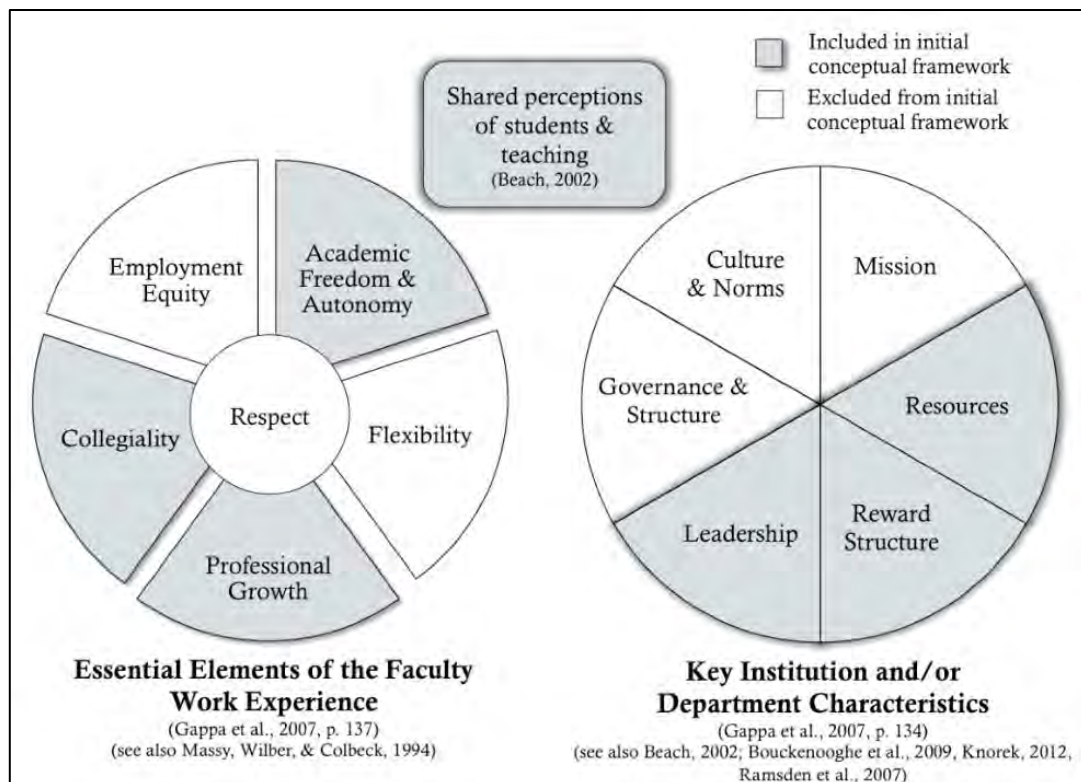 Included in initial
conceptual framework
Excluded from initial
conceptual framework
Shared perceptions
of students &
teaching
(Beach, 2002)
Employment
Equity
Academic
Freedom &
Autonomy
Collegiality
Respect
Flexibility
Professional
Growth
Essential Elements of the Faculty
Work Experience
(Gappa et al., 2007, p. 137)
(see also Massy, Wilber, & Colbeck, 1994)
Culture
& Norms
Mission
Governance &
Structure
Resources
Leadership
Reward
Structure
Key Institution and/or
Department Characteristics
(Gappa et al., 2007, p. 134)
(see also Beach, 2002; Bouckenooghe et al., 2009, Knorek, 2012,
Ramsden et al., 2007)